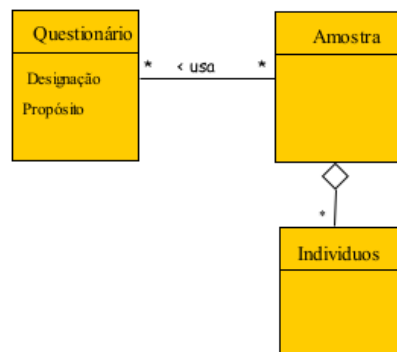 Questionário
Designação
Propósito
* < usa *
Amostra
*
Individuos